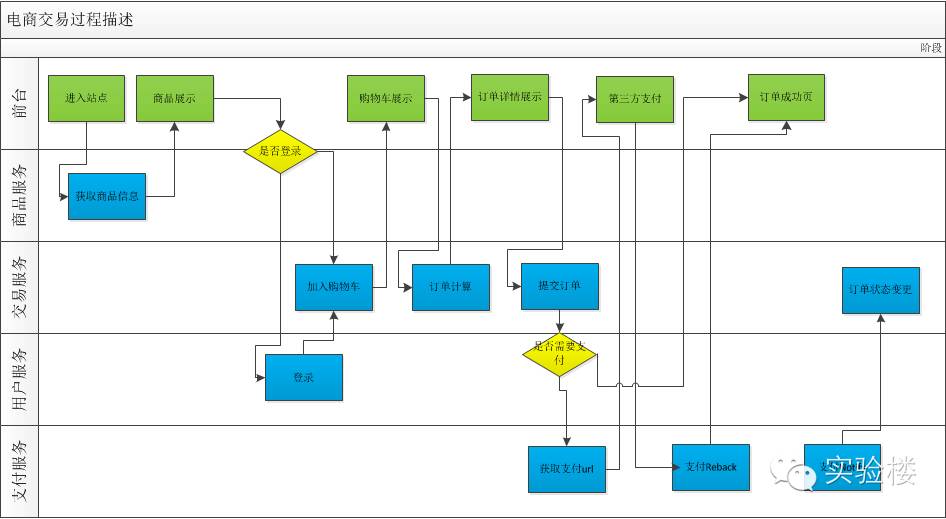 电商交易过程描述
阶段
前台
进入站点
商品展示
购物车展示
订单详情展示
第三方支付
订单成功页
是否登录
商品服务
获取商品信息
交易服务
加入购物车
订单计算
提交订单
订单状态变更
用户服务
登录
是否需要支
付
支付服务
获取支付url
支付Reback
实验楼